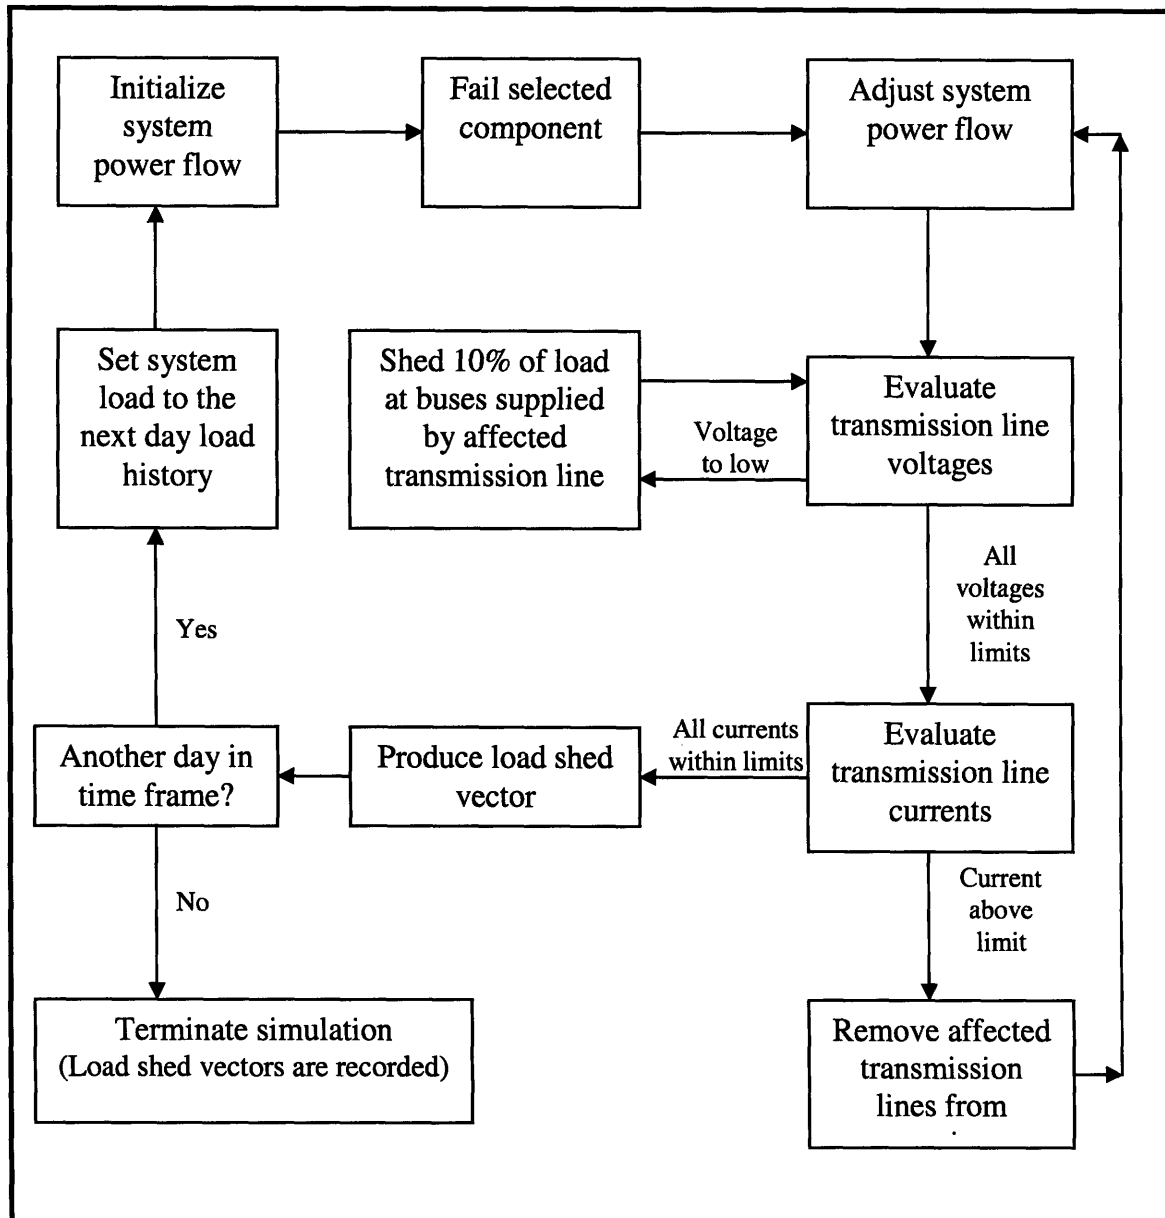 Initialize
system
power flow
Fail selected
component
Adjust system
power flow
Set system
load to the
next day load
history
Shed 10% of load
at buses supplied
by affected
transmission line
Voltage
to low
Evaluate
transmission line
voltages
All
voltages
within
limits
Yes
Another day in
time frame?
Produce load shed
vector
All currents
within limits
Evaluate
transmission line
currents
No
Current
above
limit
Terminate simulation
(Load shed vectors are recorded)
Remove affected
transmission
lines from